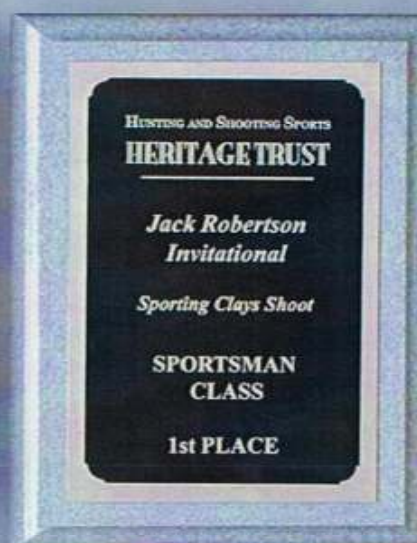 HUNTING AND SHOOTING SPORTS
HERITAGE TRUST
Jack Robertson
Invitational
Sporting Clays Shoot
SPORTSMAN
CLASS
1st PLACE